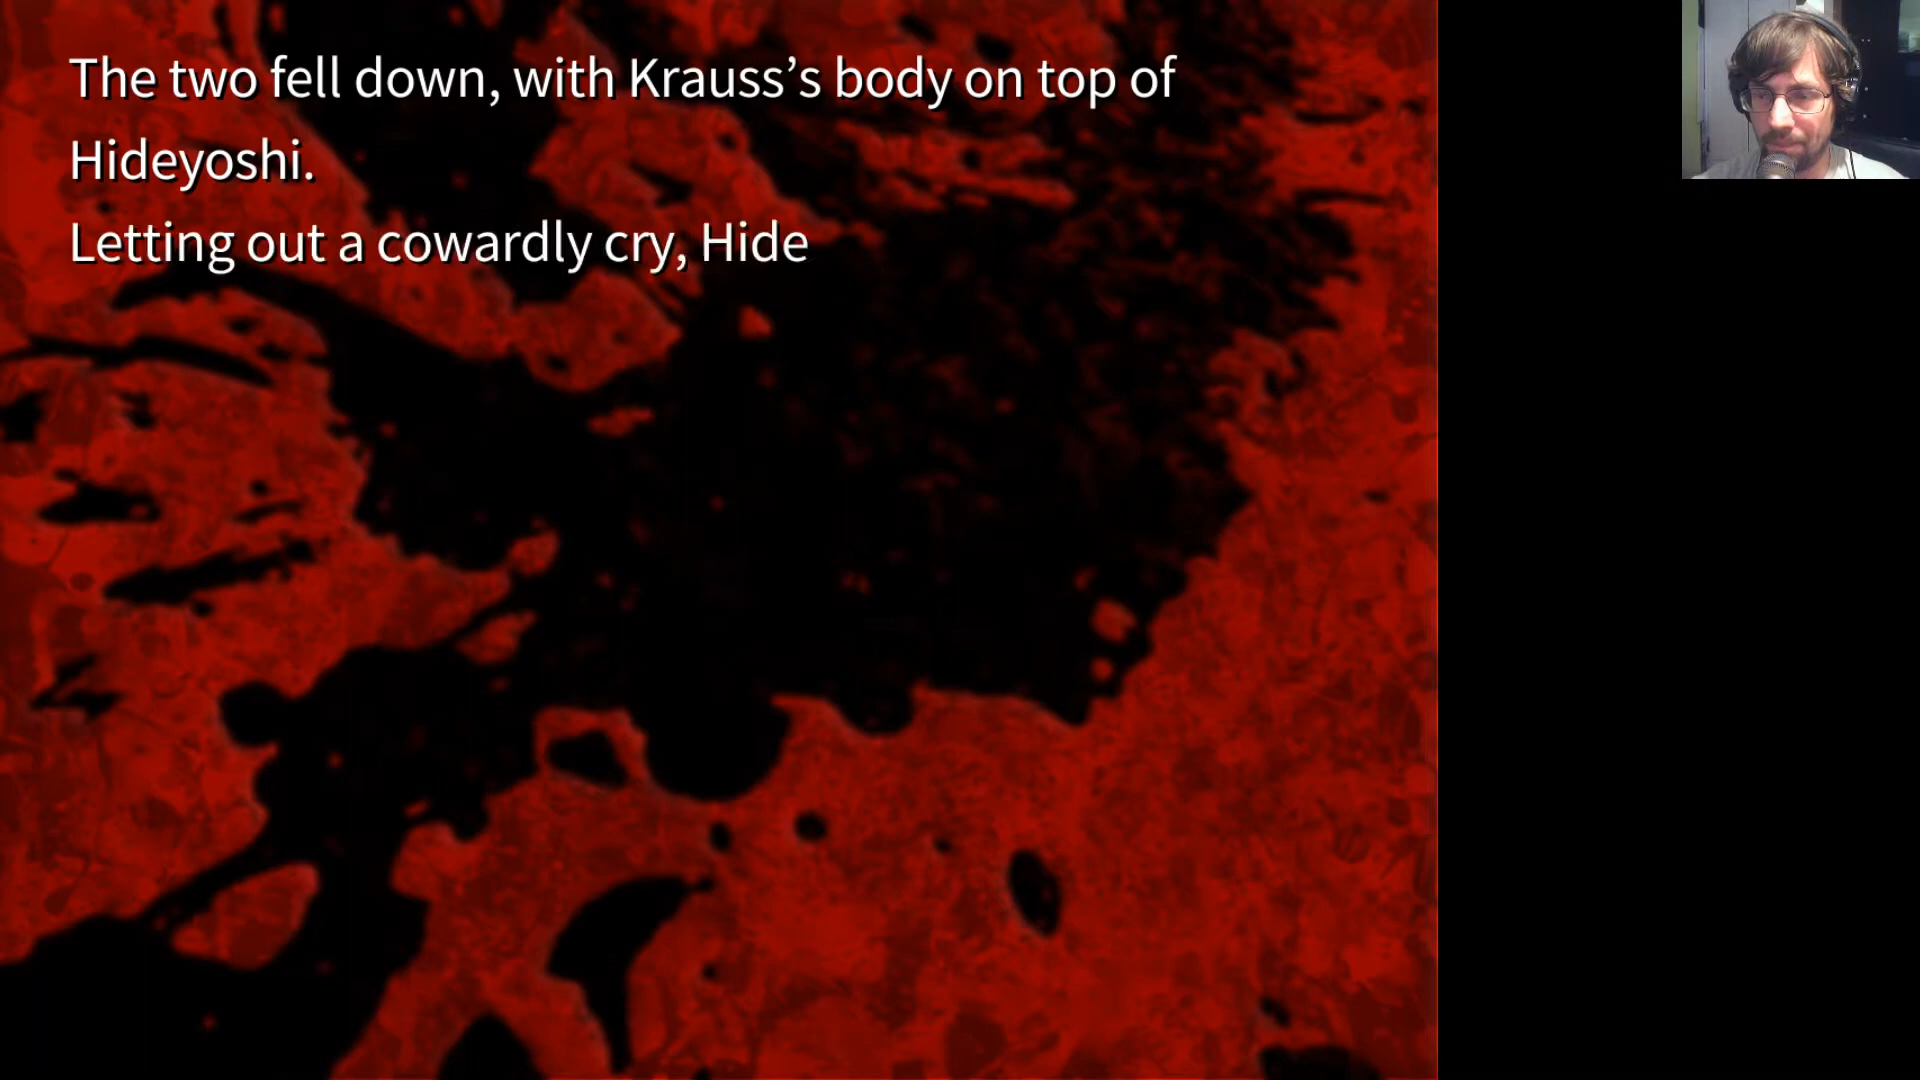 The two fell down, with Krauss’s body on top of
Hideyoshi.
Letting out a cowardly cry, Hide